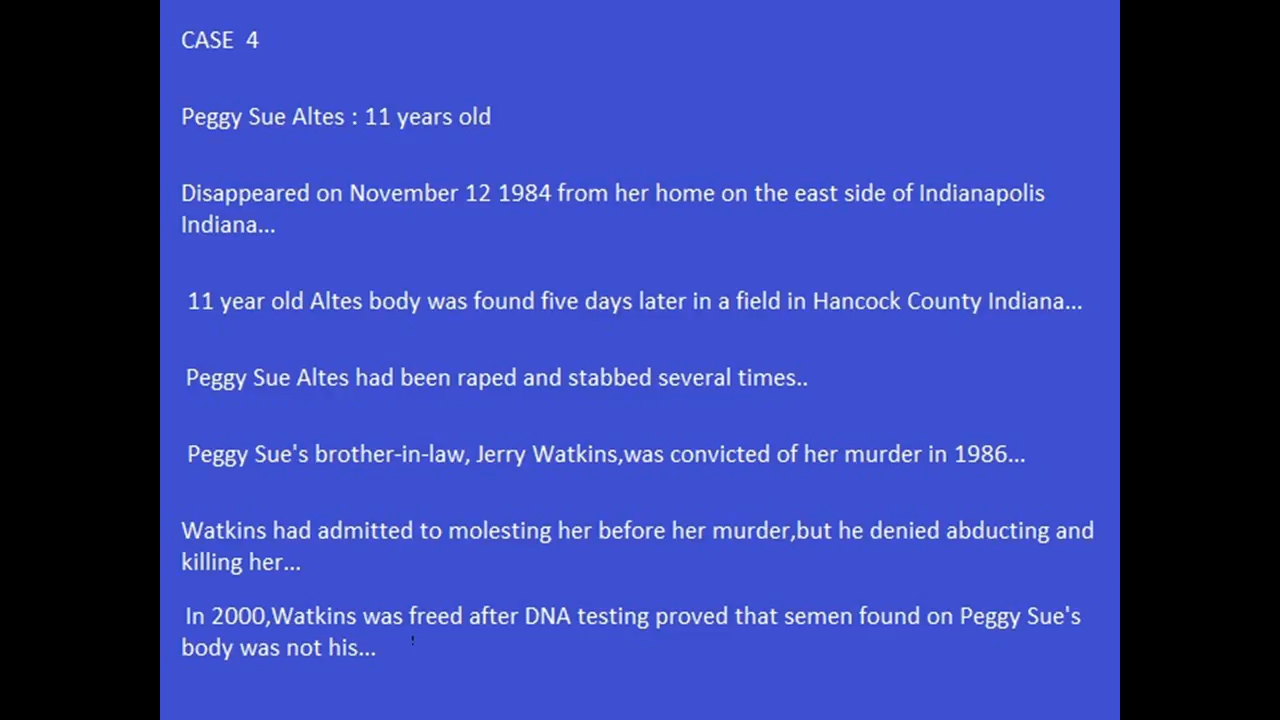 CASE  4
Peggy Sue Altes : 11 years old
Disappeared on November 12 1984 from her home on the east side of Indianapolis
Indiana...
11 year old Altes body was found five days later in a field in Hancock County Indiana...
Peggy Sue Altes had been raped and stabbed several times..
Peggy Sue's brother-in-law, Jerry Watkins,was convicted of her murder in 1986...
Watkins had admitted to molesting her before her murder,but he denied abducting and
killing her...
In 2000,Watkins was freed after DNA testing proved that semen found on Peggy Sue's
body was not his...